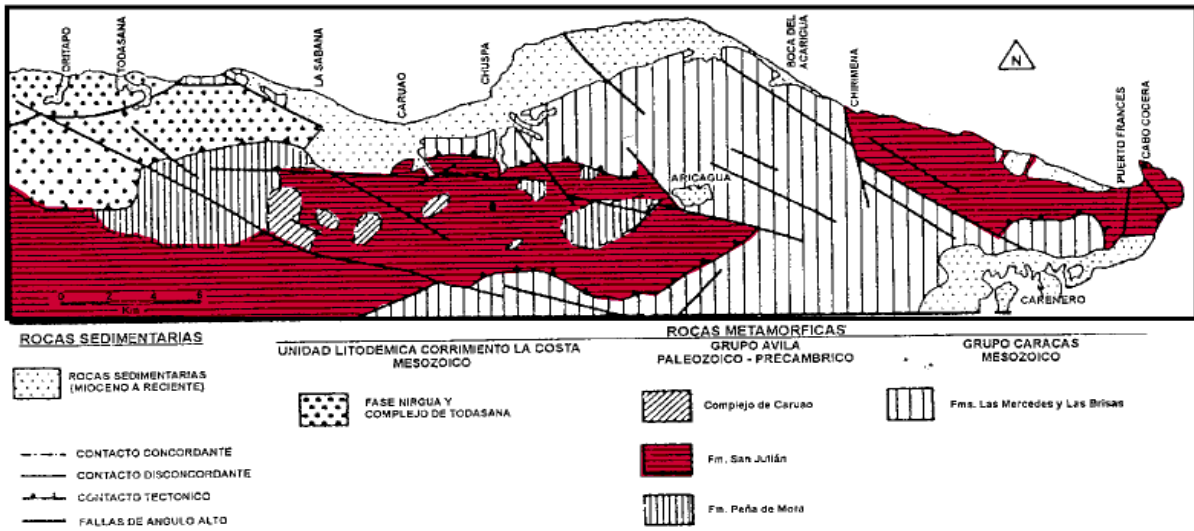 ORITAPO
TODASANA
LA SABANA
CARUAO
CHUSPA
BOCA DEL
ACARIGUA
CHIRIMENA
PUERTO FRANCES
CABO CODERA
N
ARICAGUA
CARENERO
0 2 4 6
Km
ROCAS SEDIMENTARIAS
ROCAS SEDIMENTARIAS
(MIOCENO A RECIENTE)
ROCAS METAMORFICAS
UNIDAD LITODEMICA CORRIMIENTO LA COSTA
MESOZOICO
GRUPO AVILA
PALEOZOICO - PRECAMBRICO
GRUPO CARACAS
MESOZOICO
FASE NIRGUA Y
COMPLEJO DE TODASANA
Complejo de Caruao
Fms. Las Mercedes y Las Brisas
Fm. San Julián
Fm. Peña de Mora
CONTACTO CONCORDANTE
CONTACTO DISCORDANTE
CONTACTO TECTONICO
FALLAS DE ANGULO ALTO